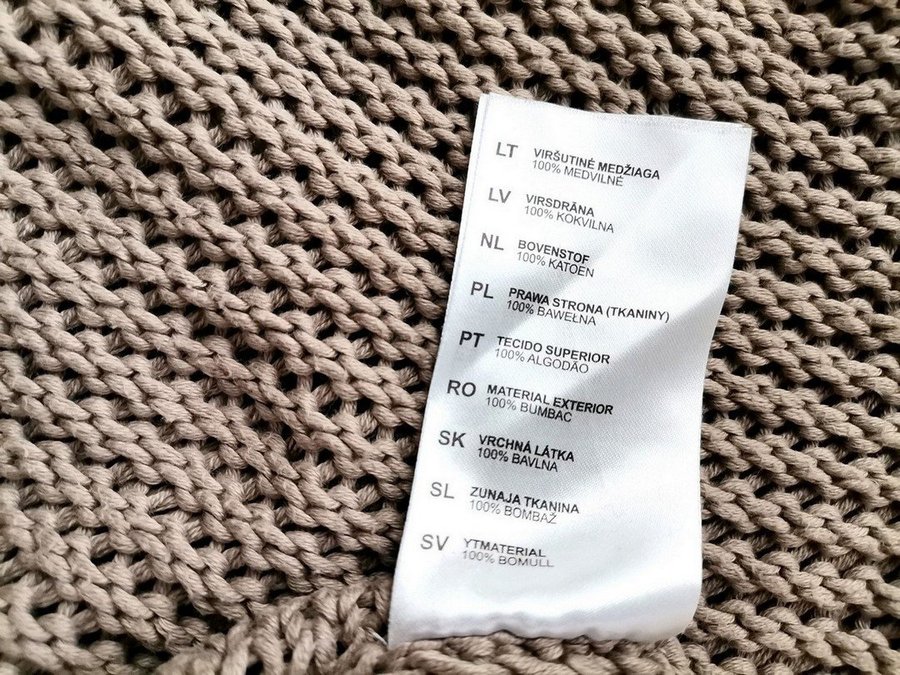 LT VIRŠUTINĖ MEDŽIAGA
100% MEDVILNĖ
LV VIRSDRĀNA
100% KOKVILNA
NL BOVENSTOF
100% KATOEN
PL PRAWA STRONA (TKANINY)
100% BAWEŁNA
PT TECIDO SUPERIOR
100% ALGODÃO
RO MATERIAL EXTERIOR
100% BUMBAC
SK VRCHNÁ LÁTKA
100% BAVLNA
SL ZUNAJA TKANINA
100% BOMBAŽ
SV YTMATERIAL
100% BOMULL